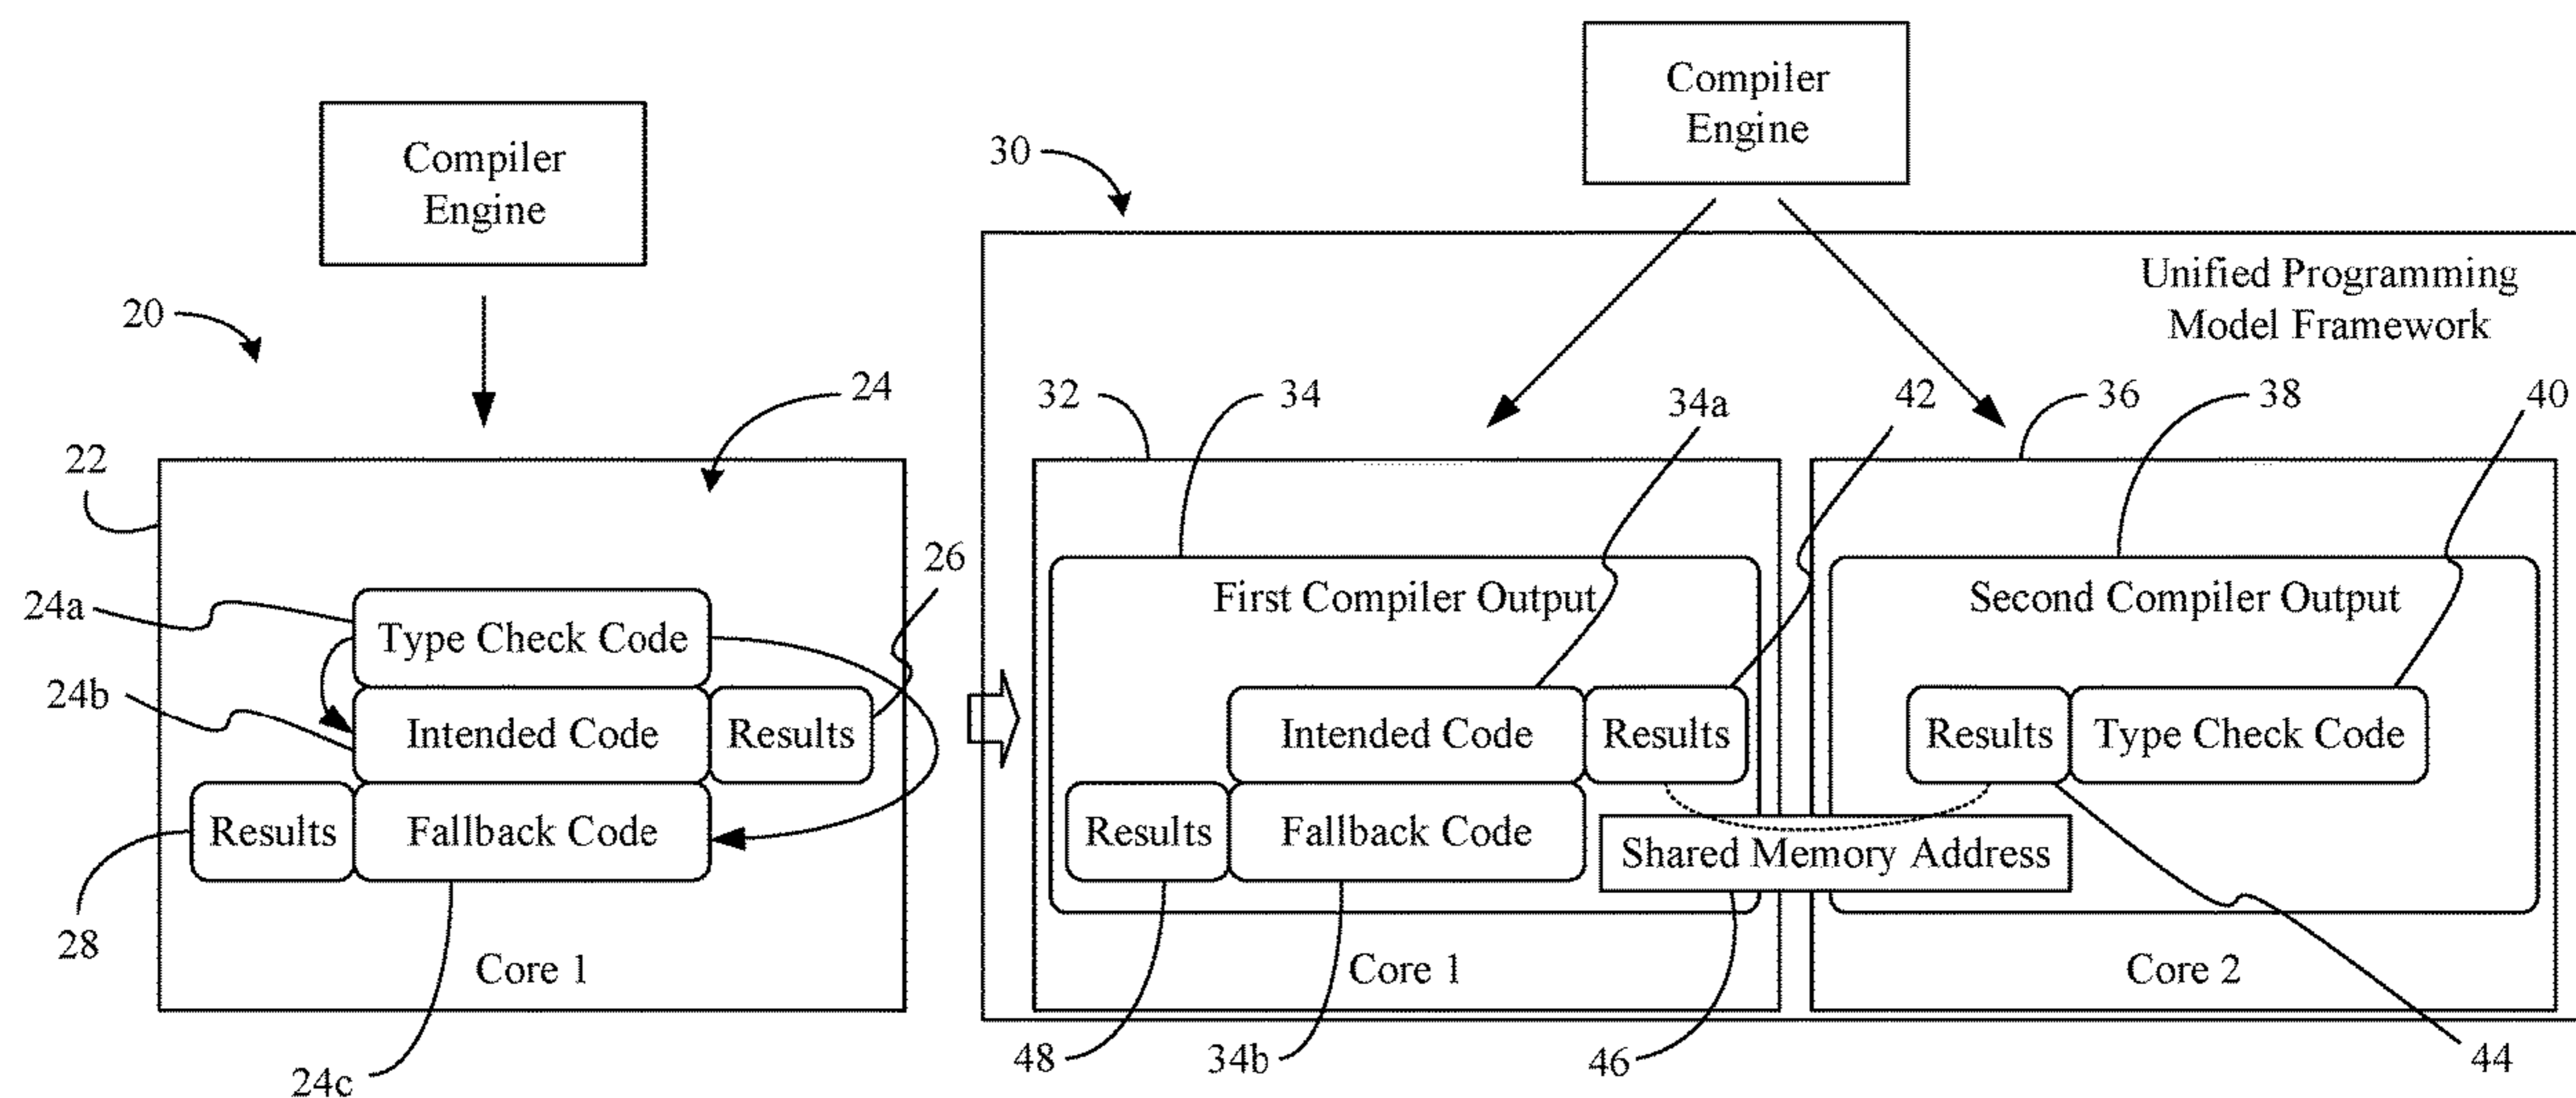 Compiler
Engine
20
24
22
26
24a
Type Check Code
24b
Intended Code
Results
Results
Fallback Code
28
Core 1
24c
Compiler
Engine
30
Unified Programming
Model Framework
32
34
34a
42
36
38
40
First Compiler Output
Second Compiler Output
Intended Code
Results
Results
Type Check Code
Results
Fallback Code
Shared Memory Address
Core 1
Core 2
48
34b
46
44